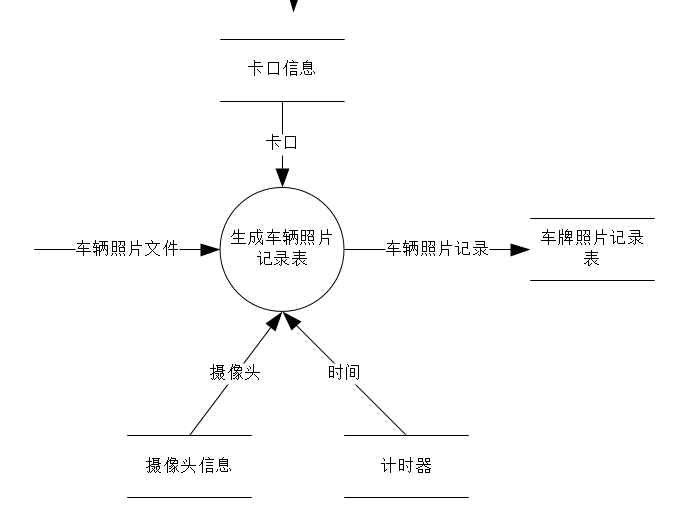 卡口信息
卡口
车辆照片文件
生成车辆照片
记录表
车辆照片记录
车牌照片记录
表
摄像头
时间
摄像头信息
计时器